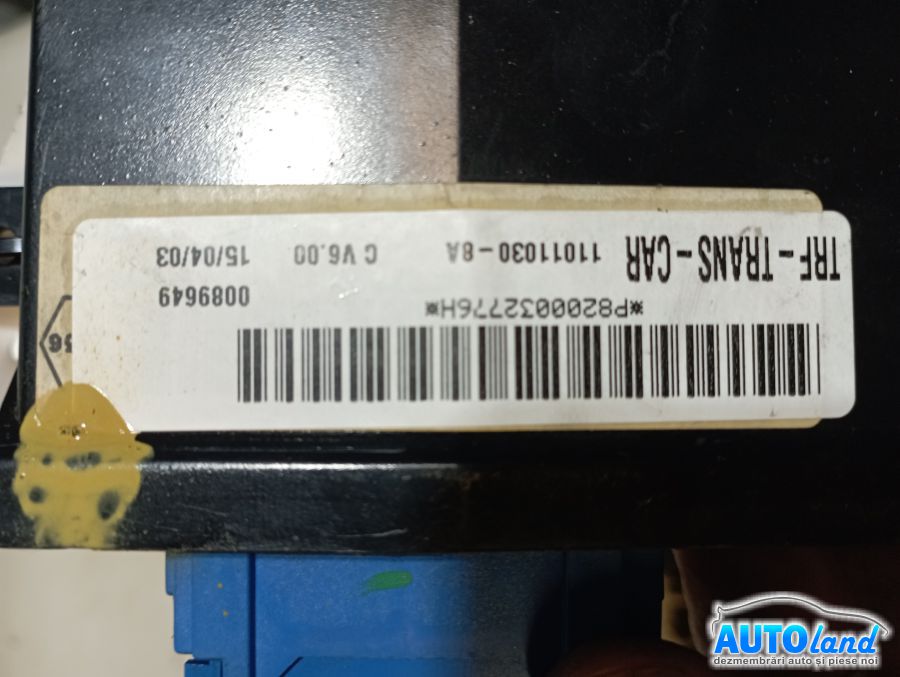 TRF-TRANS-CAR 11011030-8A C V6.00 15/04/03
*P8200032776H* 0089649
AUTOland
dezmembrări auto și piese noi